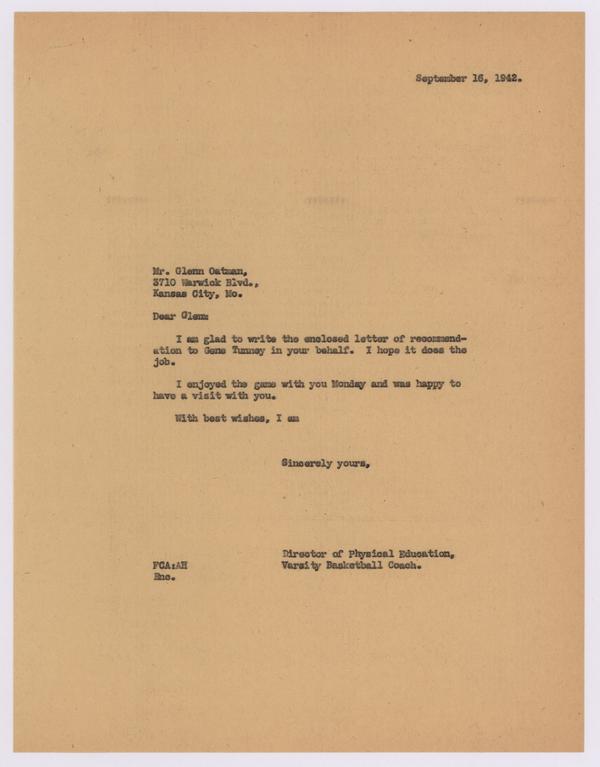 September 16, 1942.
Mr. Glenn Oatman,
3710 Warwick Blvd.,
Kansas City, Mo.
Dear Glenn:
I am glad to write the enclosed letter of recommend-
ation to Gene Tunney in your behalf. I hope it does the
job.
I enjoyed the game with you Monday and was happy to
have a visit with you.
With best wishes, I am
Sincerely yours,
Director of Physical Education,
FCA:AH Varsity Basketball Coach.
Enc.